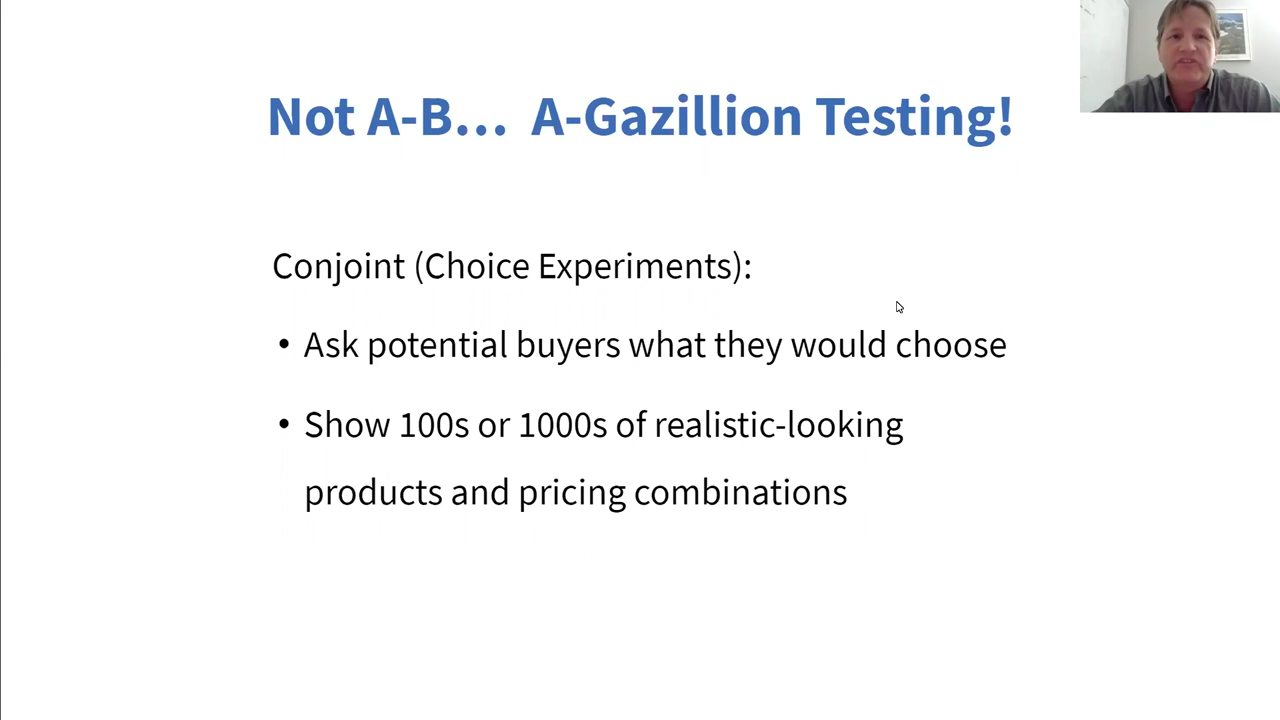 Not A-B... A-Gazillion Testing!
Conjoint (Choice Experiments):
• Ask potential buyers what they would choose
• Show 100s or 1000s of realistic-looking
products and pricing combinations